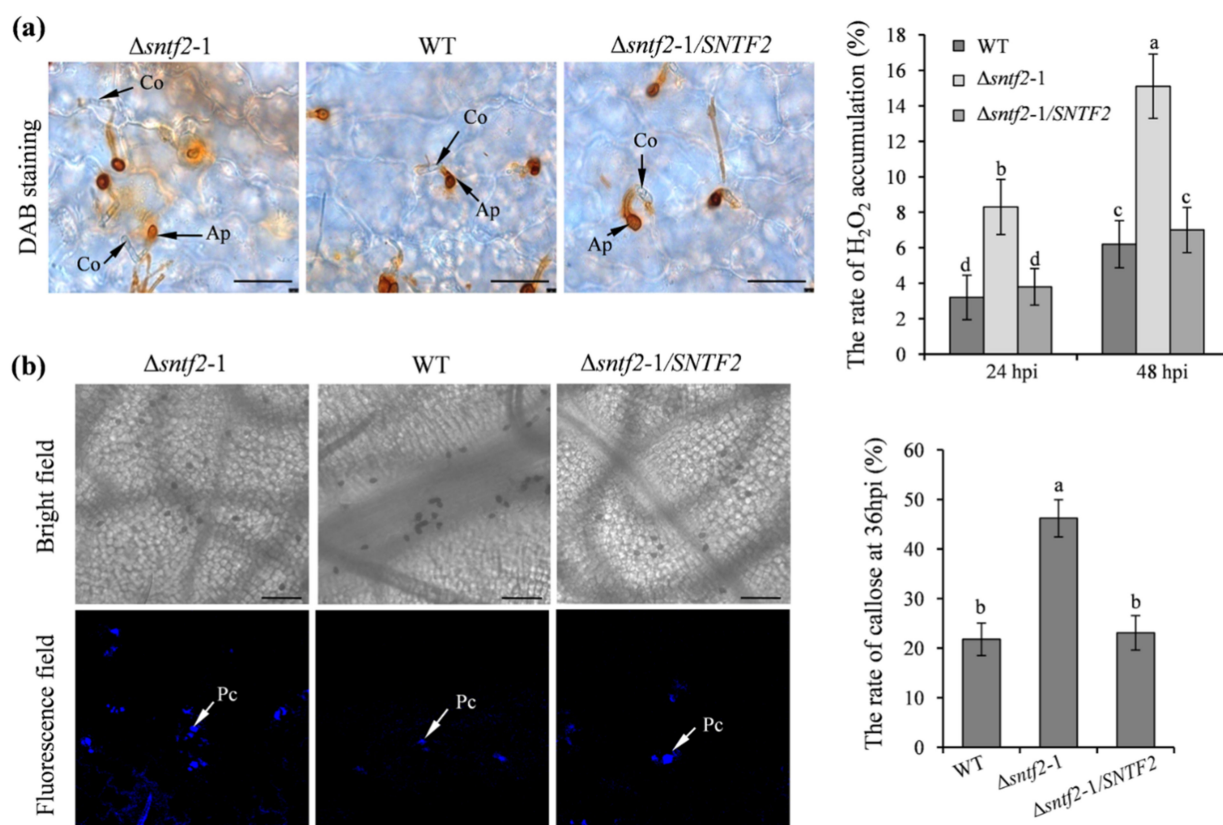 (a)
Δsntf2-1 WT Δsntf2-1/SNTF2
DAB staining
Co
Ap
Co
Co
Ap
Co
Ap
The rate of H₂O₂ accumulation (%)
WT
Δsntf2-1
Δsntf2-1/SNTF2
18
16
14
12
10
8
6
4
2
0
d b d c a c
24 hpi 48 hpi
(b)
Δsntf2-1 WT Δsntf2-1/SNTF2
Bright field
Fluorescence field
Pc
Pc
Pc
The rate of callose at 36hpi (%)
60
50
40
30
20
10
0
b a b
WT Δsntf2-1 Δsntf2-1/SNTF2